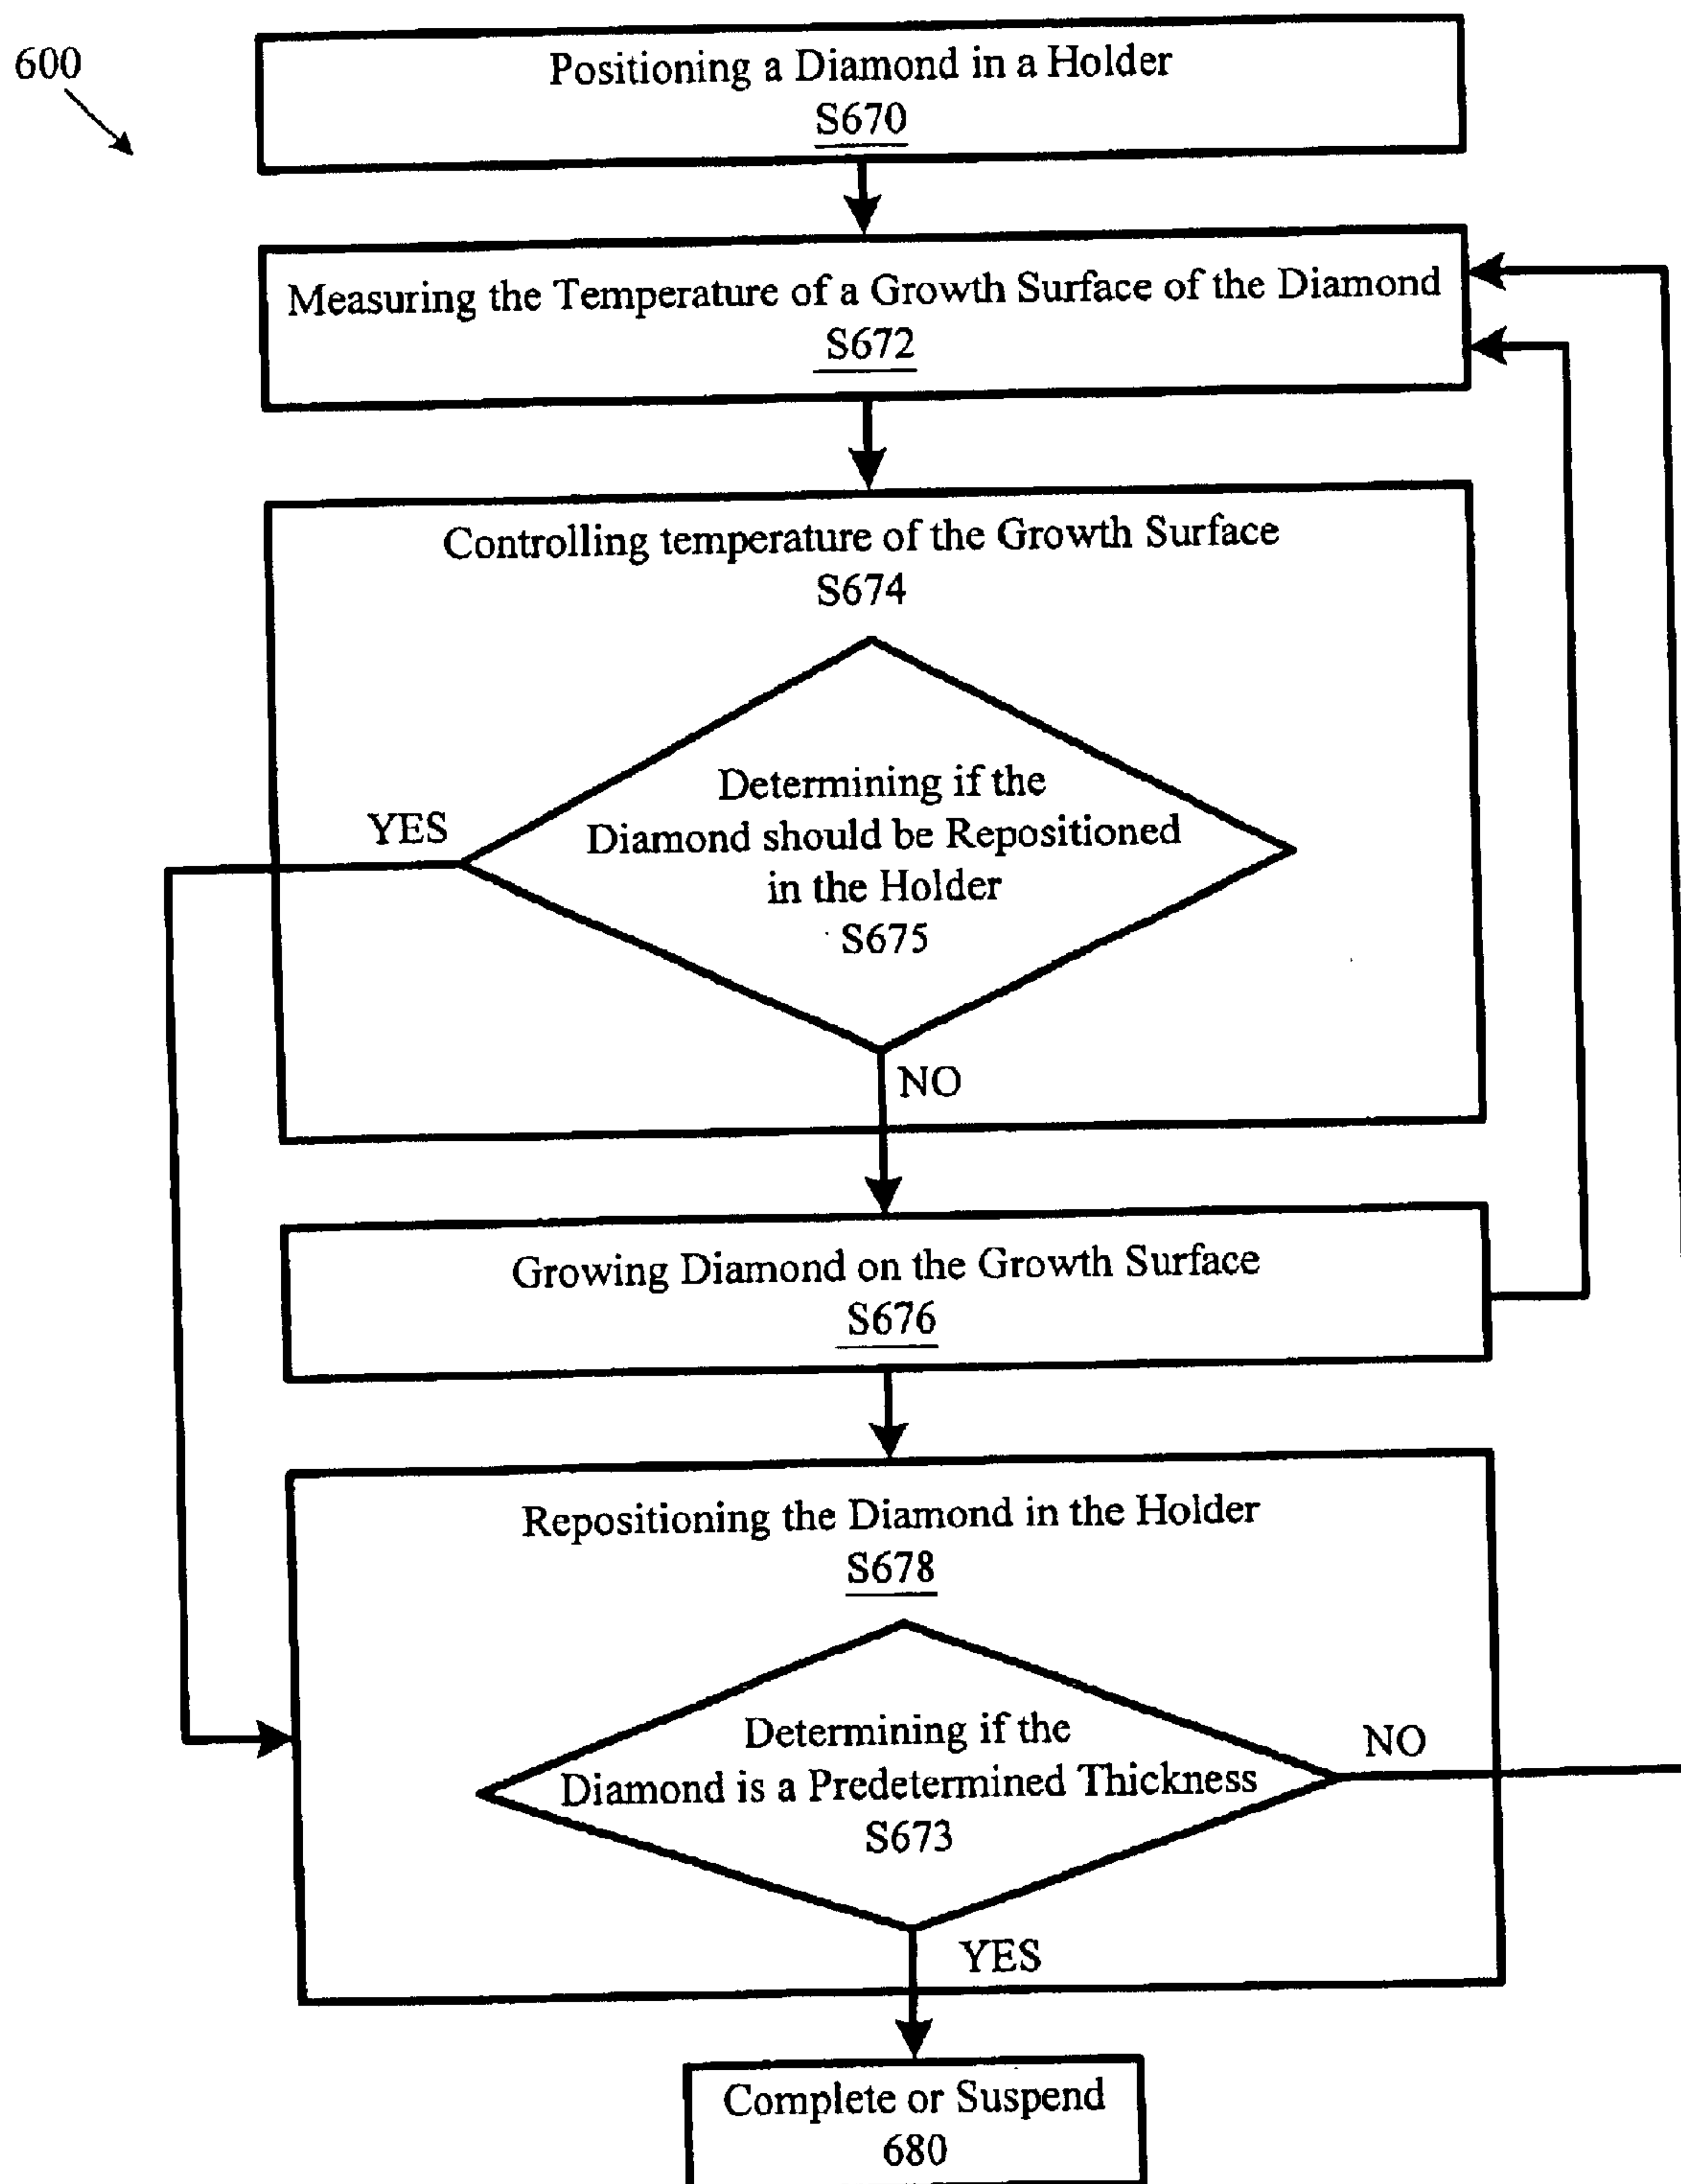 600
Positioning a Diamond in a Holder
S670
Measuring the Temperature of a Growth Surface of the Diamond
S672
Controlling temperature of the Growth Surface
S674
Determining if the
Diamond should be Repositioned
in the Holder
S675
YES
NO
Growing Diamond on the Growth Surface
S676
Repositioning the Diamond in the Holder
S678
Determining if the
Diamond is a Predetermined Thickness
S673
NO
YES
Complete or Suspend
680